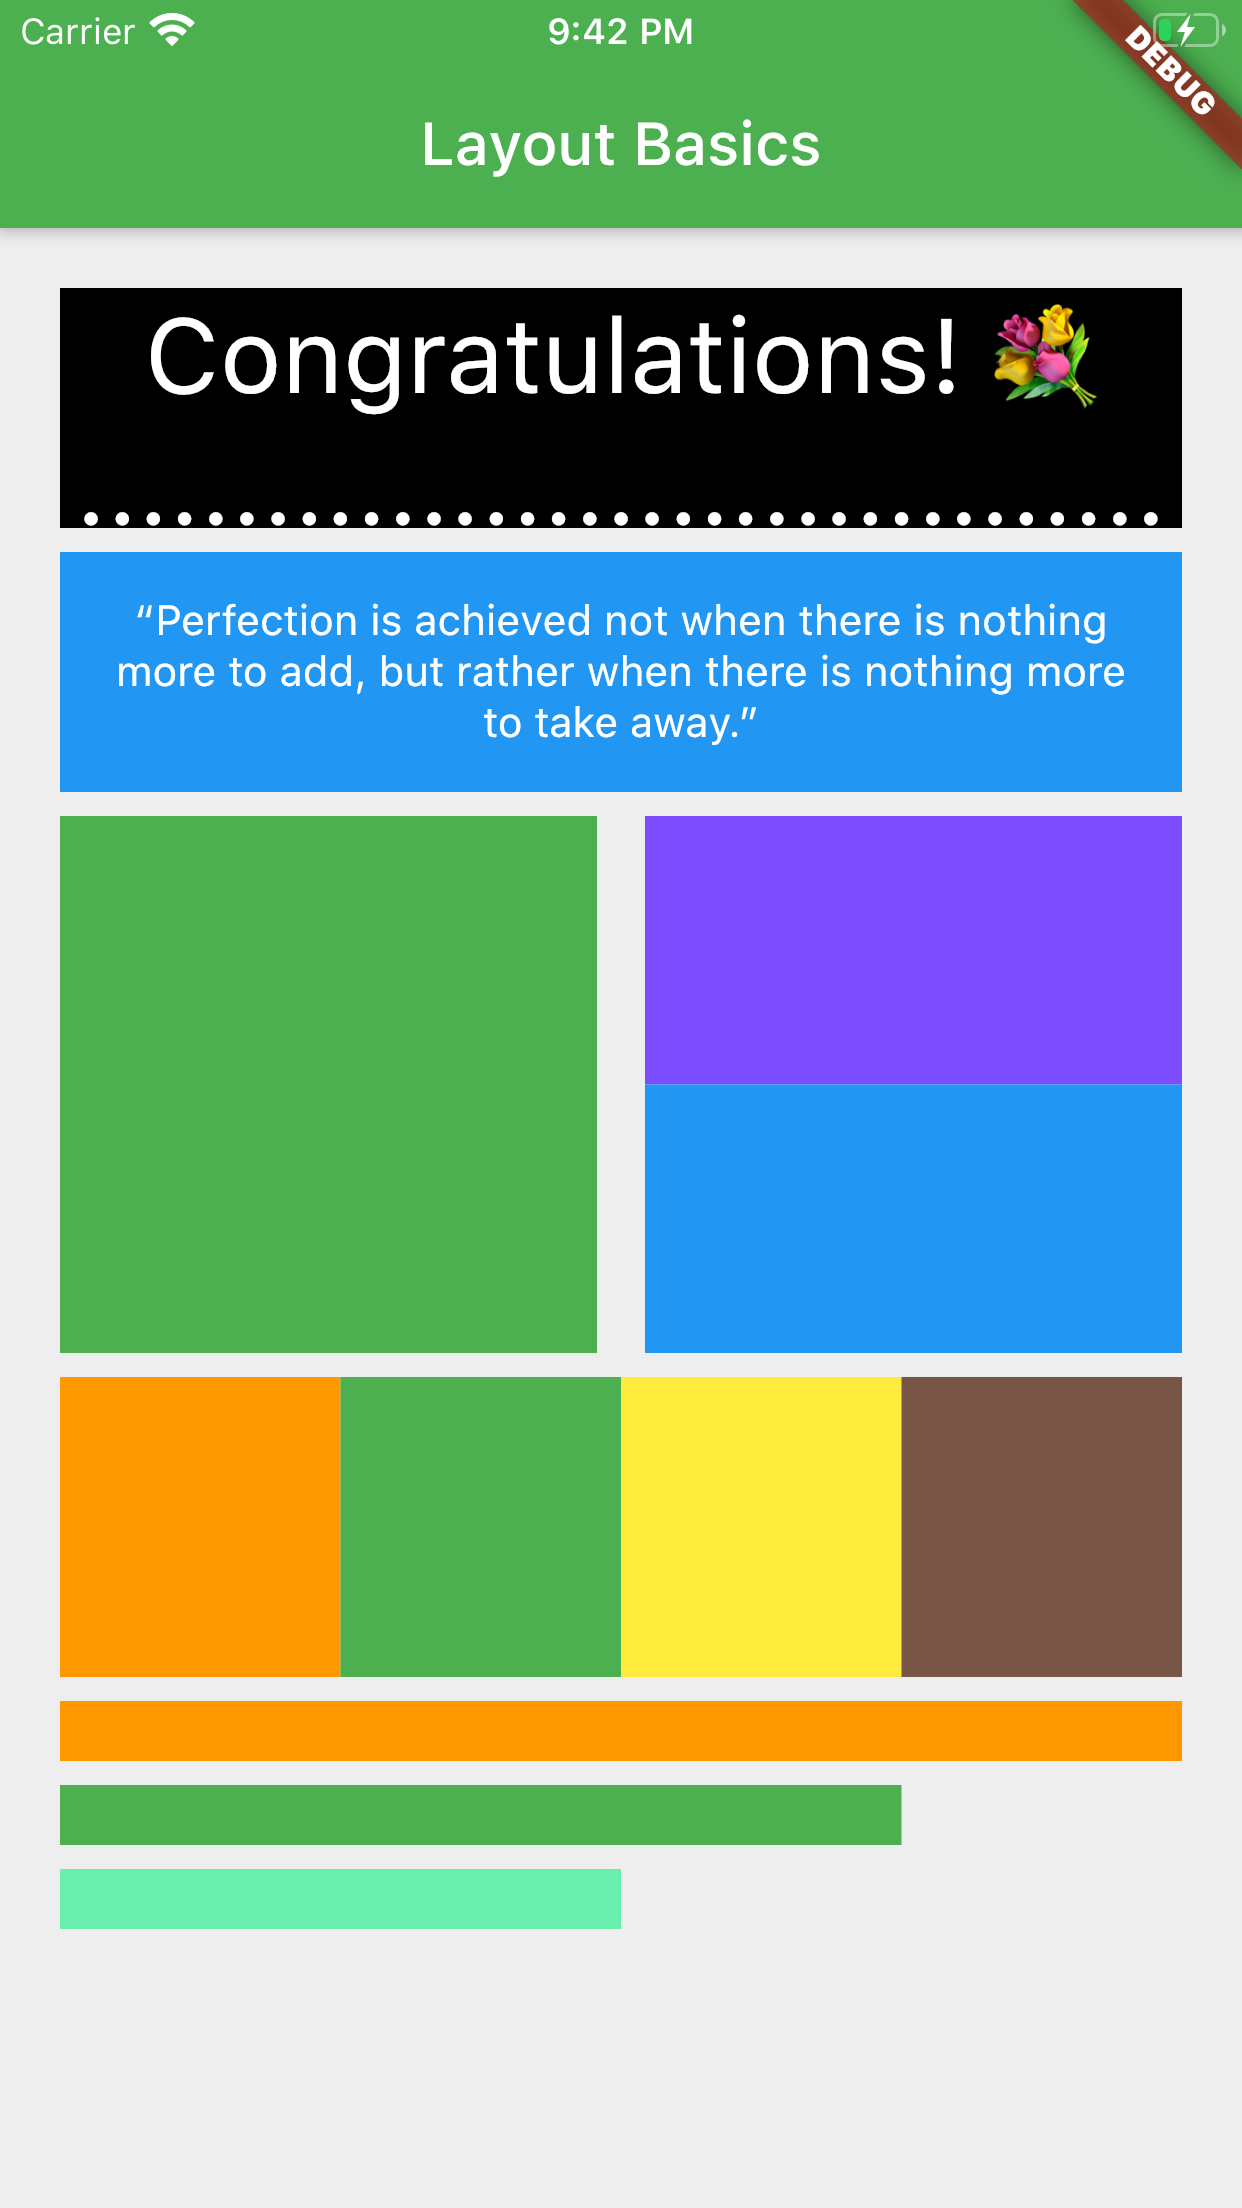 Carrier 9:42 PM
DEBUG
Layout Basics
Congratulations! 💐
“Perfection is achieved not when there is nothing
more to add, but rather when there is nothing more
to take away.”